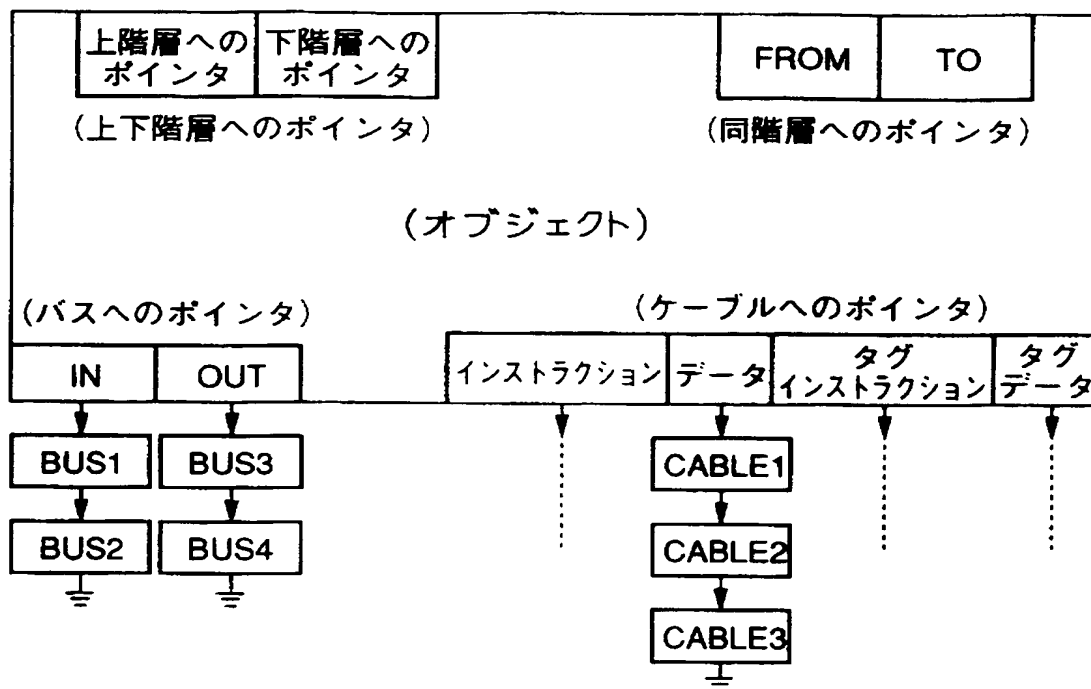 上階層への
ポインタ
下階層への
ポインタ
FROM
TO
(上下階層へのポインタ)
(同階層へのポインタ)
(オブジェクト)
(バスへのポインタ)
(ケーブルへのポインタ)
IN
OUT
インストラクション
データ
タグ
インストラクション
タグ
データ
BUS1
BUS3
CABLE1
BUS2
BUS4
CABLE2
CABLE3